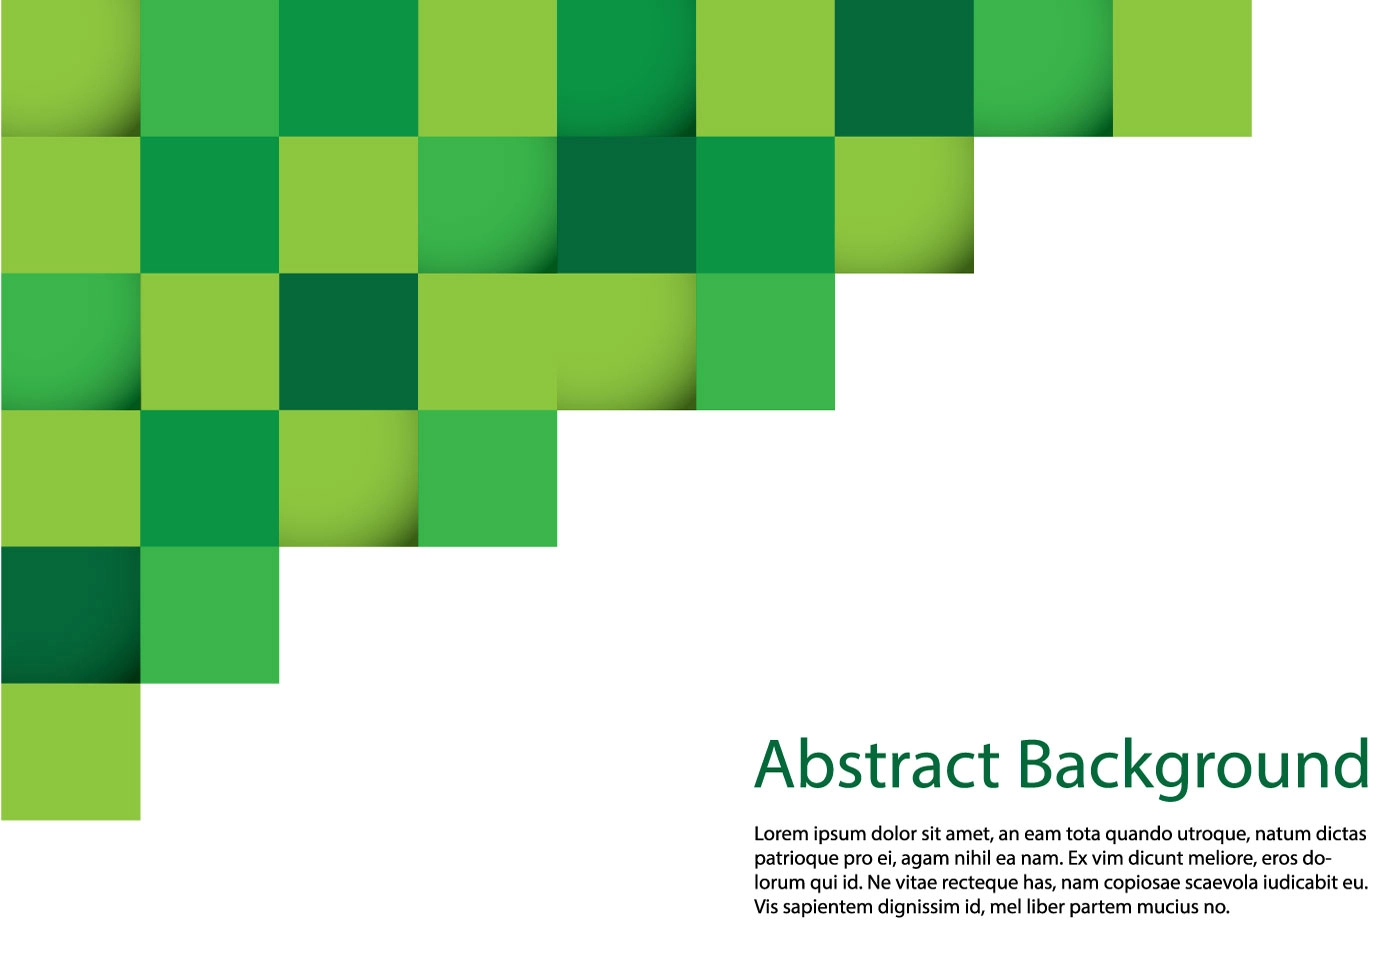 Abstract Background
Lorem ipsum dolor sit amet, an eam tota quando utroque, natum dictas
patrioque pro ei, agam nihil ea nam. Ex vim dicunt meliore, eros do-
lorum qui id. Ne vitae recteque has, nam copiosae scaevola iudicabit eu.
Vis sapientem dignissim id, mel liber partem mucius no.